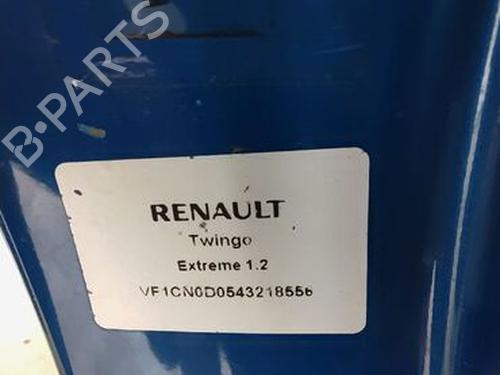 B-PARTS
RENAULT
Twingo
Extreme 1.2
VF1CN0D0543218556